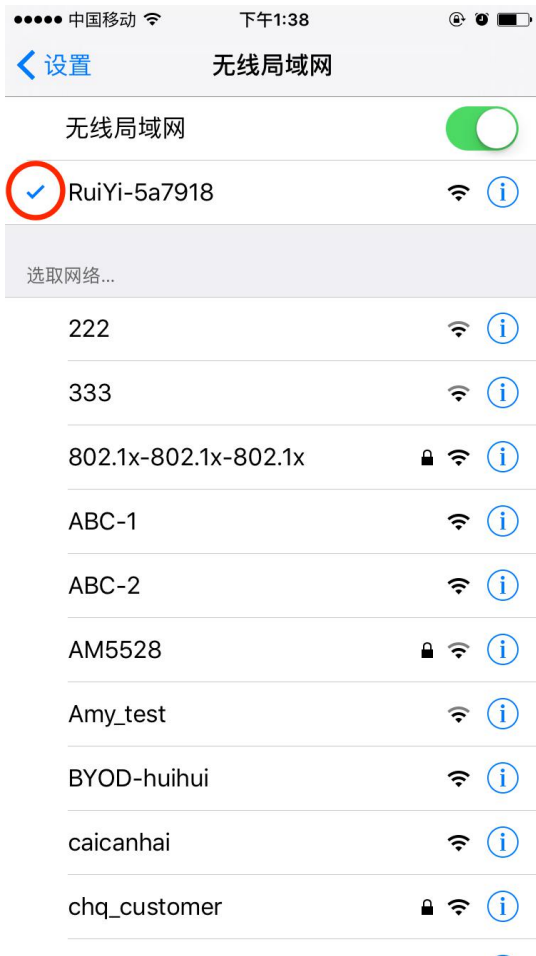 中国移动 下午1:38
设置 无线局域网
无线局域网
RuiYi-5a7918
选取网络...
222
333
802.1x-802.1x-802.1x
ABC-1
ABC-2
AM5528
Amy_test
BYOD-huihui
caicanhai
chq_customer